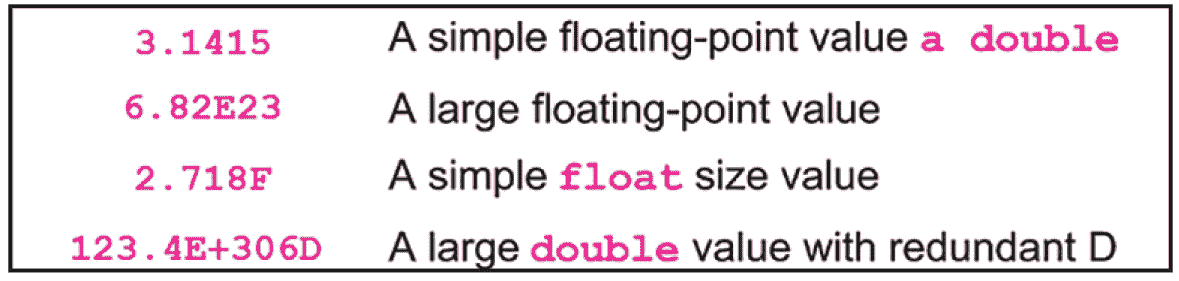 3.1415 A simple floating-point value a double
6.82E23 A large floating-point value
2.718F A simple float size value
123.4E+306D A large double value with redundant D